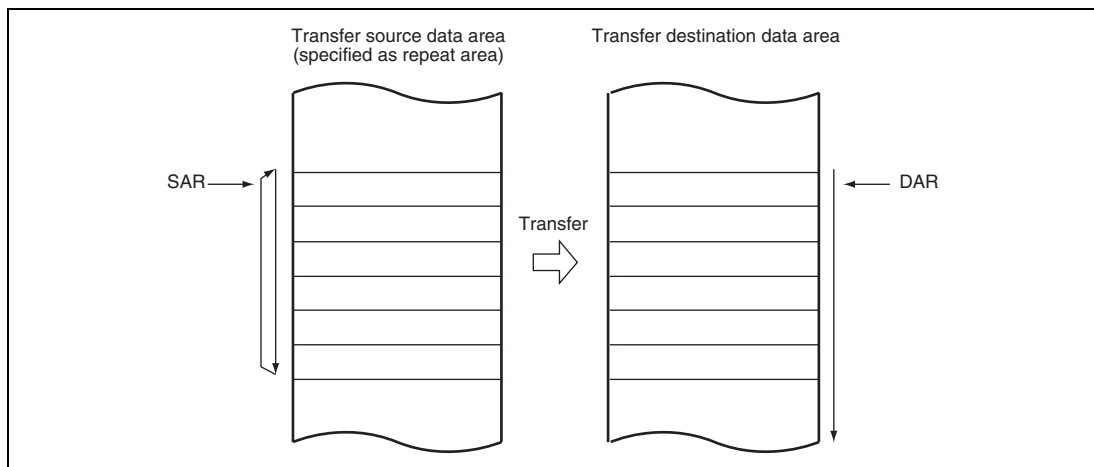 Transfer source data area
(specified as repeat area)
Transfer destination data area
SAR
Transfer
DAR